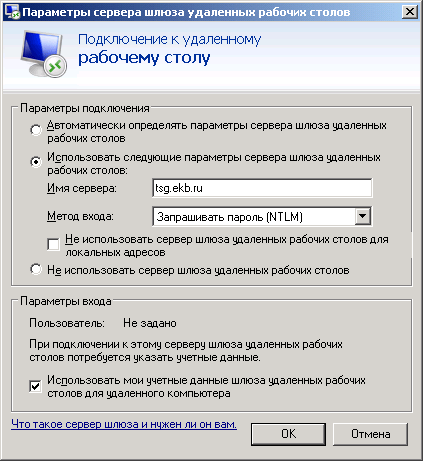 Параметры сервера шлюза удаленных рабочих столов
Подключение к удаленному
рабочему столу
Параметры подключения
Автоматически определять параметры сервера шлюза удаленных
рабочих столов
Использовать следующие параметры сервера шлюза удаленных
рабочих столов:
Имя сервера: tsg.ekb.ru
Метод входа: Запрашивать пароль (NTLM)
Не использовать сервер шлюза удаленных рабочих столов для
локальных адресов
Не использовать сервер шлюза удаленных рабочих столов
Параметры входа
Пользователь: Не задано
При подключении к этому серверу шлюза удаленных рабочих
столов потребуется указать учетные данные.
Использовать мои учетные данные шлюза удаленных рабочих
столов для удаленного компьютера
Что такое сервер шлюза и нужен ли он вам.
OK Отмена